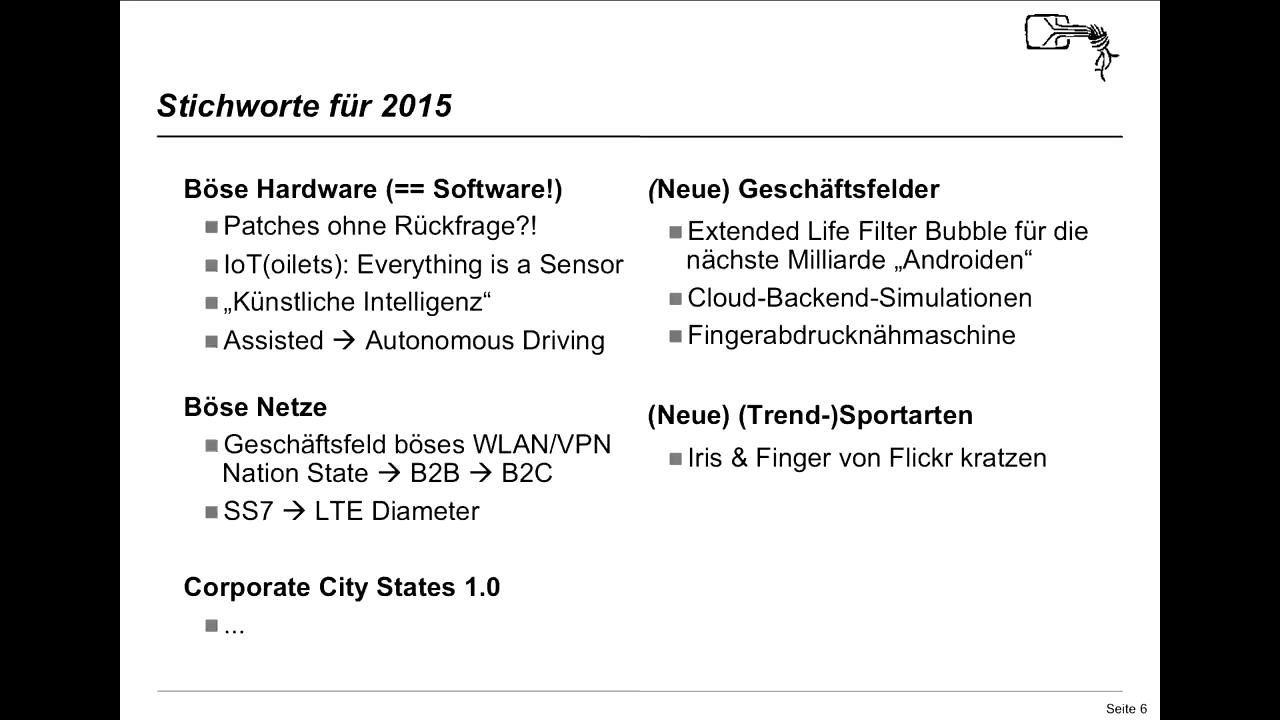 Stichworte für 2015
Böse Hardware (== Software!)
Patches ohne Rückfrage?!
IoT(oilets): Everything is a Sensor
„Künstliche Intelligenz“
Assisted → Autonomous Driving
Böse Netze
Geschäftsfeld böses WLAN/VPN
Nation State → B2B → B2C
SS7 → LTE Diameter
Corporate City States 1.0
...
(Neue) Geschäftsfelder
Extended Life Filter Bubble für die
nächste Milliarde „Androiden“
Cloud-Backend-Simulationen
Fingerabdrucknähmaschine
(Neue) (Trend-)Sportarten
Iris & Finger von Flickr kratzen
Seite 6